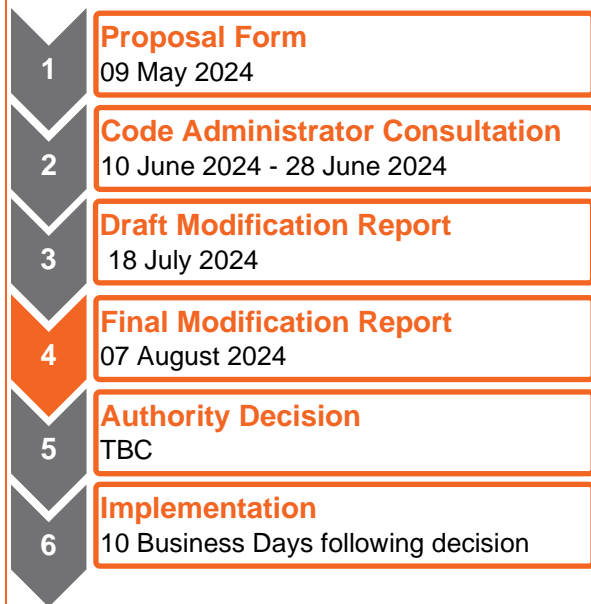 1
Proposal Form
09 May 2024
2
Code Administrator Consultation
10 June 2024 - 28 June 2024
3
Draft Modification Report
18 July 2024
4
Final Modification Report
07 August 2024
5
Authority Decision
TBC
6
Implementation
10 Business Days following decision